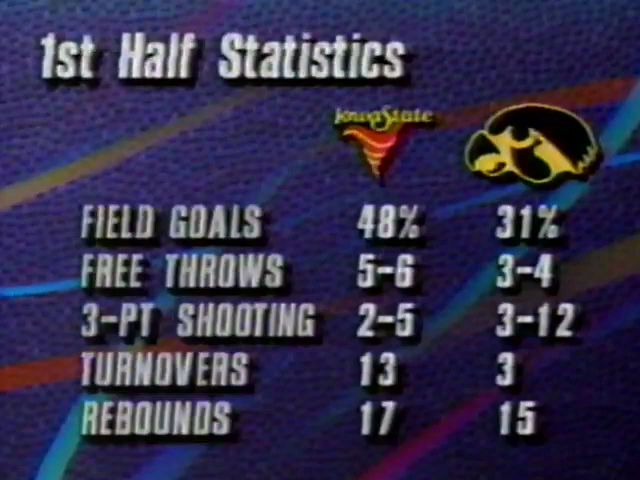 1st Half Statistics
Iowa State
FIELD GOALS 48% 31%
FREE THROWS 5-6 3-4
3-PT SHOOTING 2-5 3-12
TURNOVERS 13 3
REBOUNDS 17 15